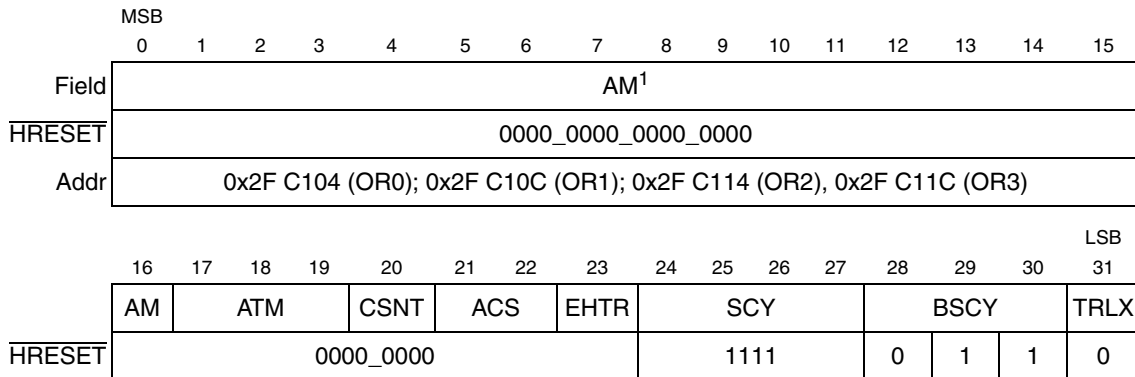 MSB
0 1 2 3 4 5 6 7 8 9 10 11 12 13 14 15
Field AM1
HRESET 0000_0000_0000_0000
Addr 0x2F C104 (OR0); 0x2F C10C (OR1); 0x2F C114 (OR2), 0x2F C11C (OR3)
LSB
16 17 18 19 20 21 22 23 24 25 26 27 28 29 30 31
AM ATM CSNT ACS EHTR SCY BSCY TRLX
HRESET 0000_0000 1111 0 1 1 0